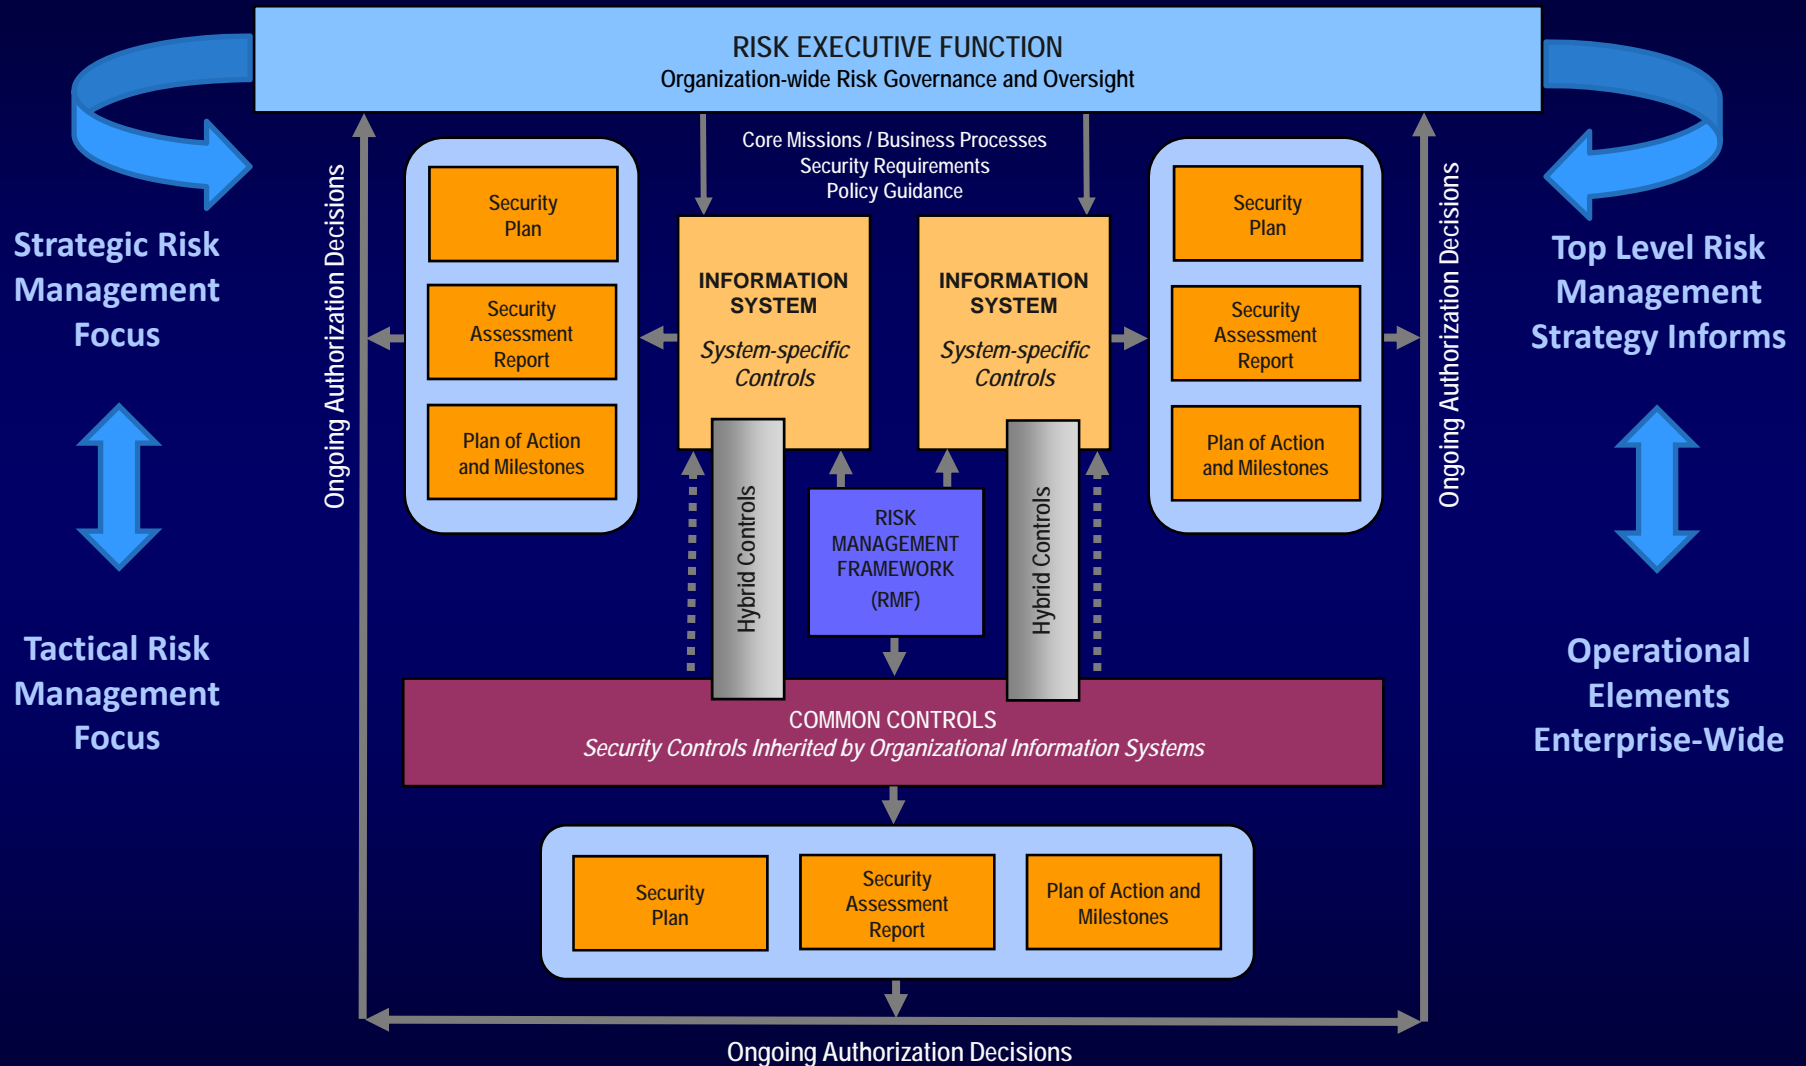 RISK EXECUTIVE FUNCTION
Organization-wide Risk Governance and Oversight
Core Missions / Business Processes
Security Requirements
Policy Guidance
Strategic Risk
Management
Focus
Tactical Risk
Management
Focus
Ongoing Authorization Decisions
Security
Plan
Security
Assessment
Report
Plan of Action
and Milestones
INFORMATION
SYSTEM
System-specific
Controls
INFORMATION
SYSTEM
System-specific
Controls
Security
Plan
Security
Assessment
Report
Plan of Action
and Milestones
Ongoing Authorization Decisions
Top Level Risk
Management
Strategy Informs
Operational
Elements
Enterprise-Wide
Hybrid Controls
RISK
MANAGEMENT
FRAMEWORK
(RMF)
Hybrid Controls
COMMON CONTROLS
Security Controls Inherited by Organizational Information Systems
Security
Plan
Security
Assessment
Report
Plan of Action and
Milestones
Ongoing Authorization Decisions